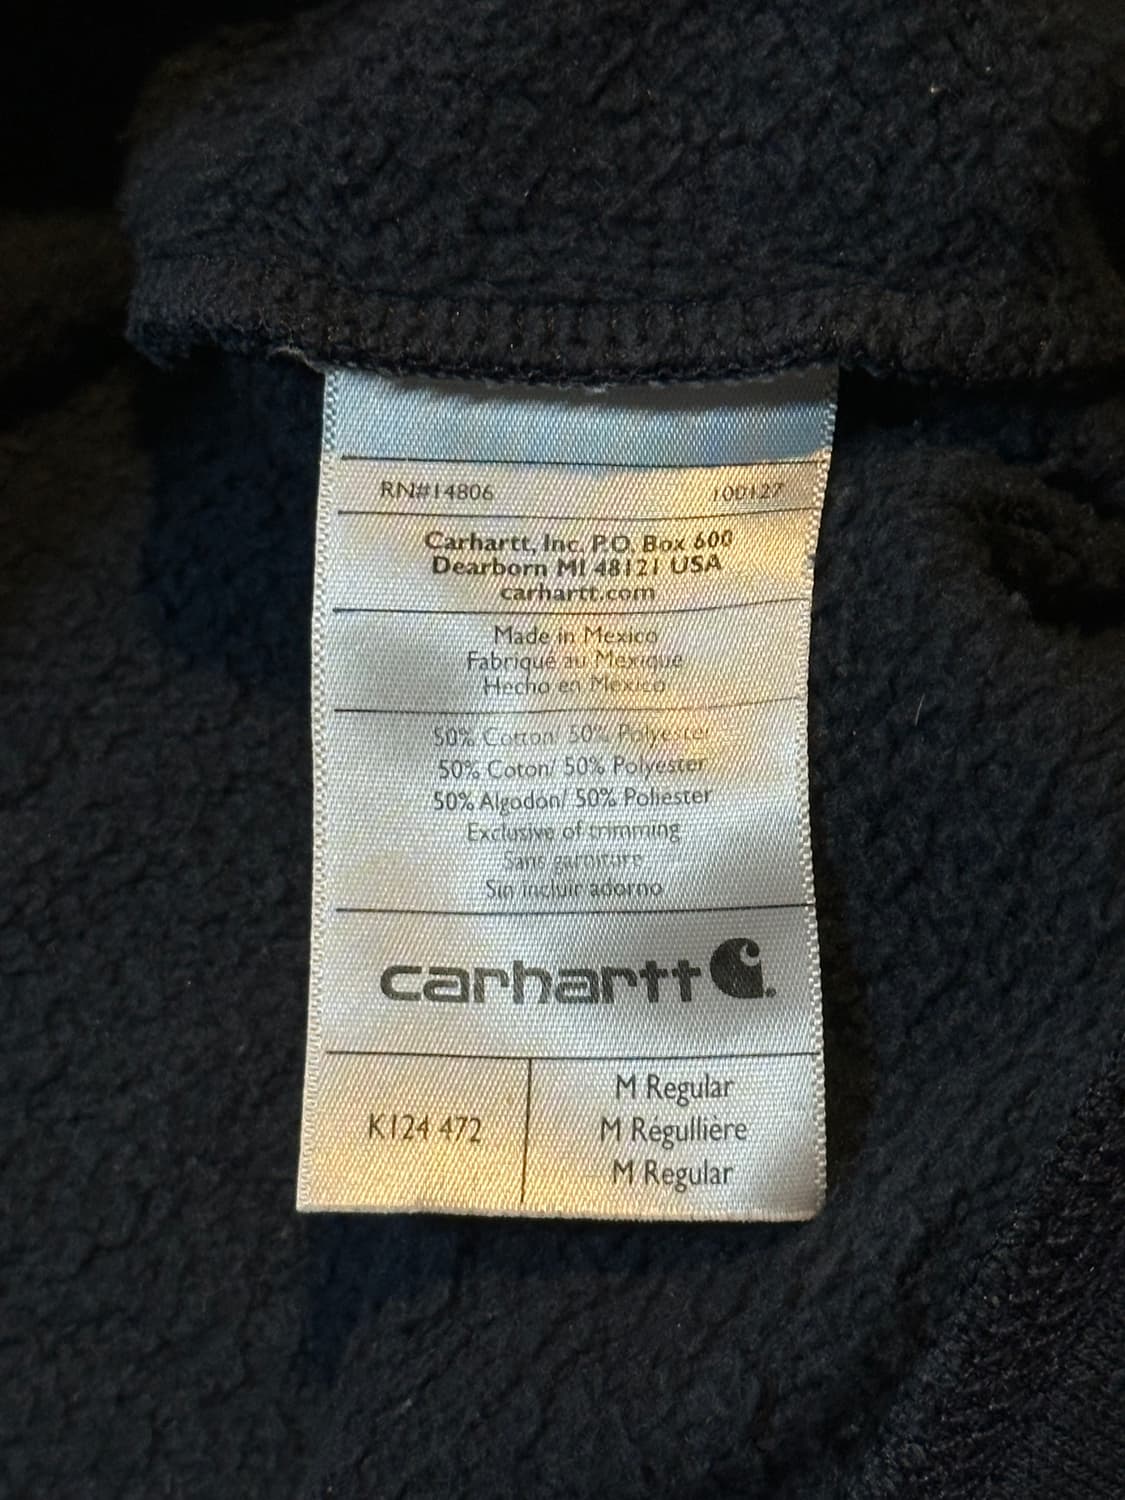 RN#14806 100127
Carhartt, Inc. P.O. Box 600
Dearborn MI 48121 USA
carhartt.com
Made in Mexico
Fabriqué au Mexique
Hecho en Mexico
50% Cotton/ 50% Polyester
50% Coton/ 50% Polyester
50% Algodon/ 50% Poliester
Exclusive of trimming
Sans garniture
Sin incluir adorno
carhartt
K124 472
M Regular
M Régullière
M Regular